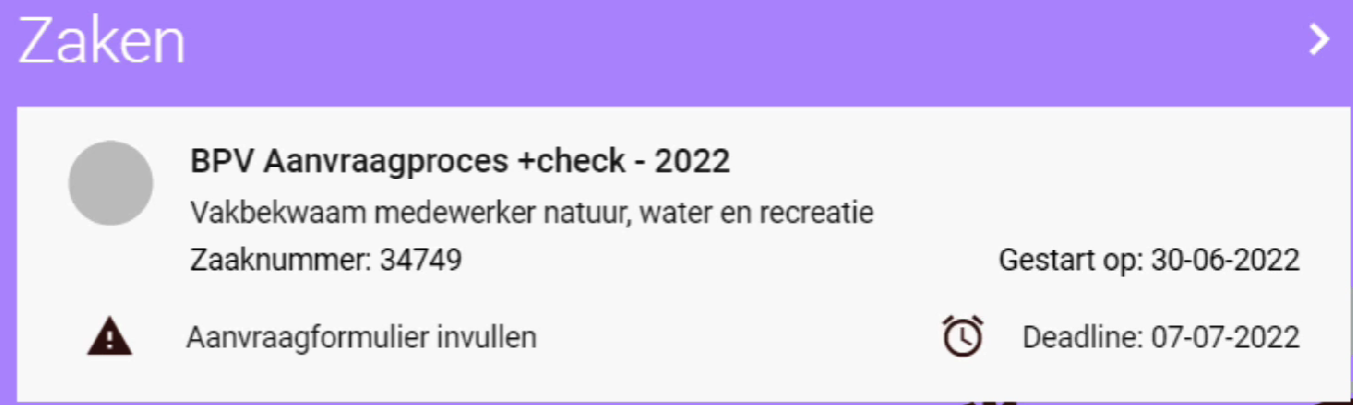 Zaken
BPV Aanvraagproces +check - 2022
Vakbekwaam medewerker natuur, water en recreatie
Zaaknummer: 34749 Gestart op: 30-06-2022
Aanvraagformulier invullen Deadline: 07-07-2022